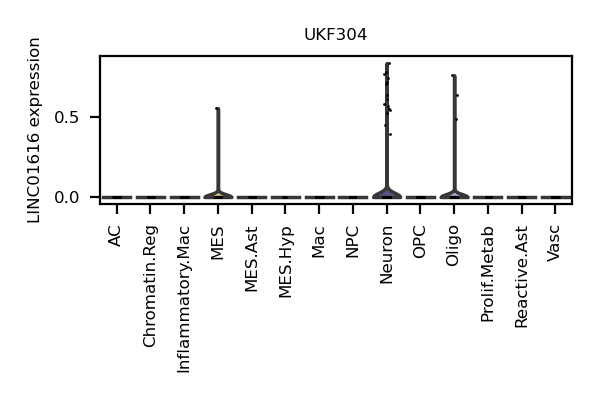 UKF304
LINC01616 expression
0.5
0.0
AC
Chromatin.Reg
Inflammatory.Mac
MES
MES.Ast
MES.Hyp
Mac
NPC
Neuron
OPC
Oligo
Prolif.Metab
Reactive.Ast
Vasc